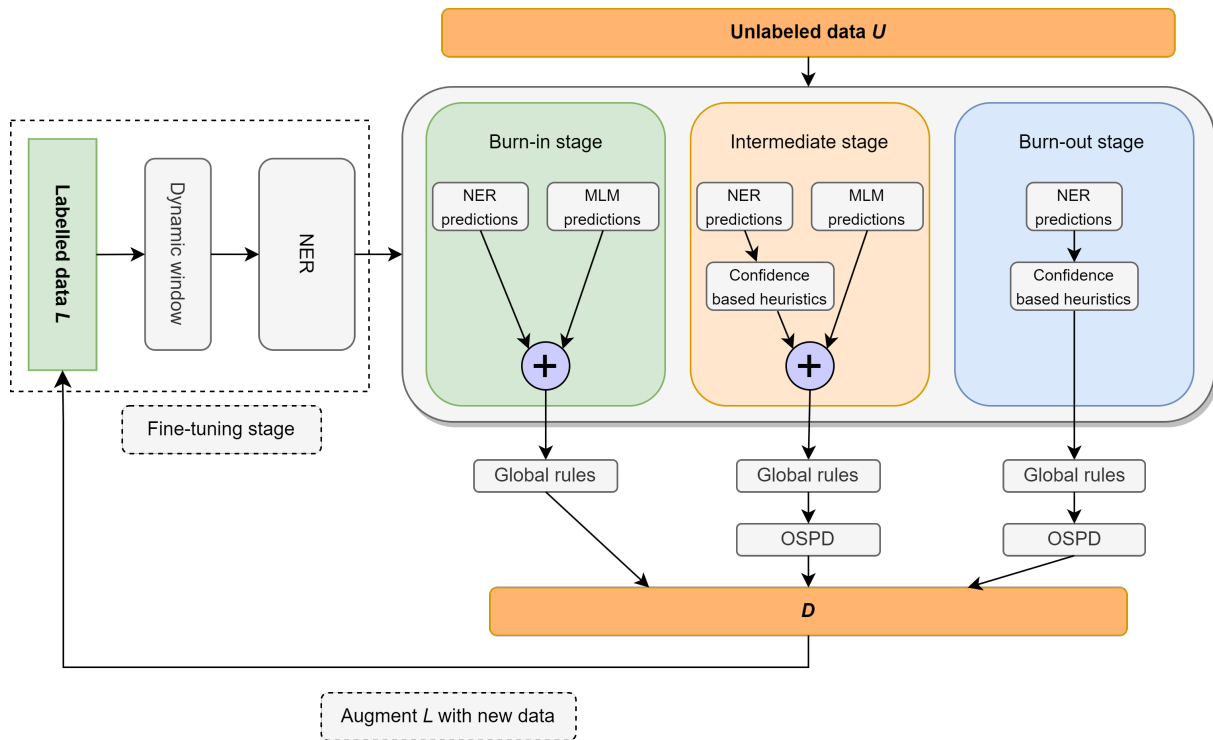 Unlabeled data U
Labelled data L
Dynamic window
NER
Fine-tuning stage
Burn-in stage
NER
predictions
MLM
predictions
Intermediate stage
NER
predictions
MLM
predictions
Confidence
based heuristics
Burn-out stage
NER
predictions
Confidence
based heuristics
+
+
Global rules
Global rules
Global rules
OSPD
OSPD
D
Augment L with new data